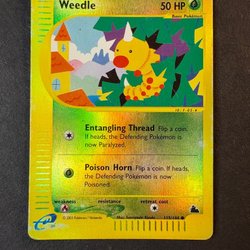 Weedle 50 HP
Basic Pokémon
Entangling Thread Flip a coin.
If heads, the Defending Pokémon is
now Paralyzed.
Poison Horn Flip a coin. If heads,
the Defending Pokémon is now
Poisoned.
weakness resistance retreat cost